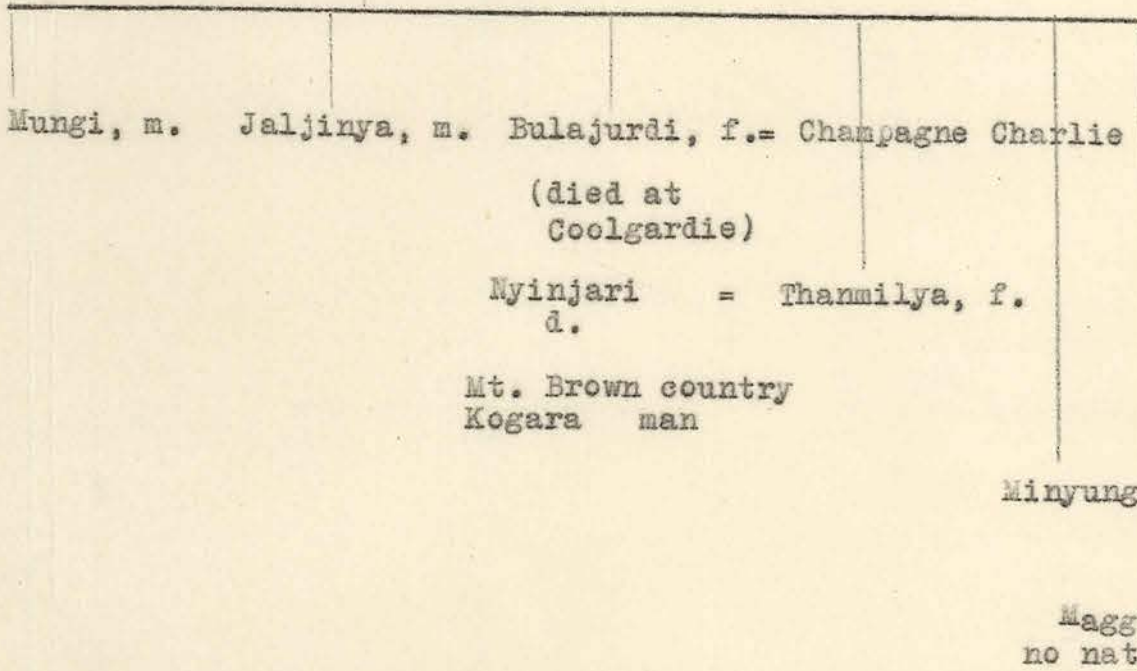 Mungi, m. Jaljinya, m. Bulajurdi, f.= Champagne Charlie
(died at
Coolgardie)
Nyinjari = Thanmilya, f.
d.
Mt. Brown country
Kogara man
Minyung
Magg
no nat